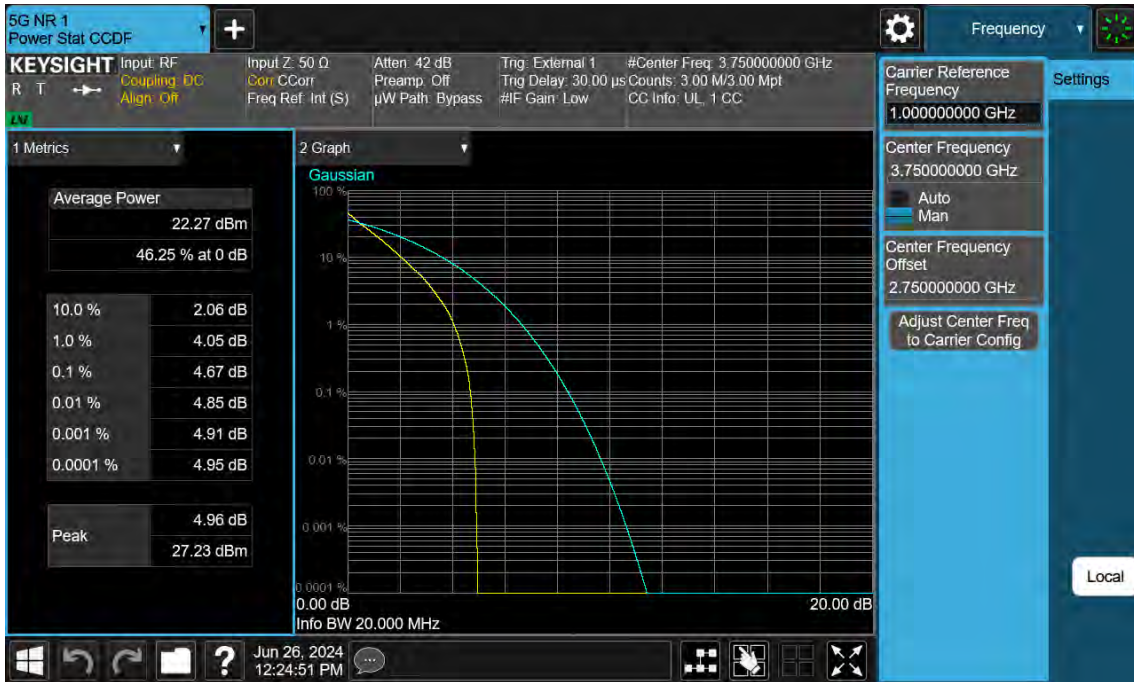 5G NR 1
Power Stat CCDF
Frequency
KEYSIGHT
R T
LNI
Input: RF
Coupling: DC
Align: Off
Input Z: 50 Ω
Corr CCorr
Freq Ref: Int (S)
Atten: 42 dB
Preamp: Off
µW Path: Bypass
Trig: External 1
Trig Delay: 30.00 µs
#IF Gain: Low
#Center Freq: 3.750000000 GHz
Counts: 3.00 M/3.00 Mpt
CC Info: UL, 1 CC
1 Metrics
Average Power
22.27 dBm
46.25 % at 0 dB
10.0 % 2.06 dB
1.0 % 4.05 dB
0.1 % 4.67 dB
0.01 % 4.85 dB
0.001 % 4.91 dB
0.0001 % 4.95 dB
Peak
4.96 dB
27.23 dBm
2 Graph
Gaussian
100 %
10 %
1 %
0.1 %
0.01 %
0.001 %
0.0001 %
0.00 dB 20.00 dB
Info BW 20.000 MHz
Carrier Reference
Frequency
1.000000000 GHz
Center Frequency
3.750000000 GHz
Auto
Man
Center Frequency
Offset
2.750000000 GHz
Adjust Center Freq
to Carrier Config
Settings
Local
?
Jun 26, 2024
12:24:51 PM